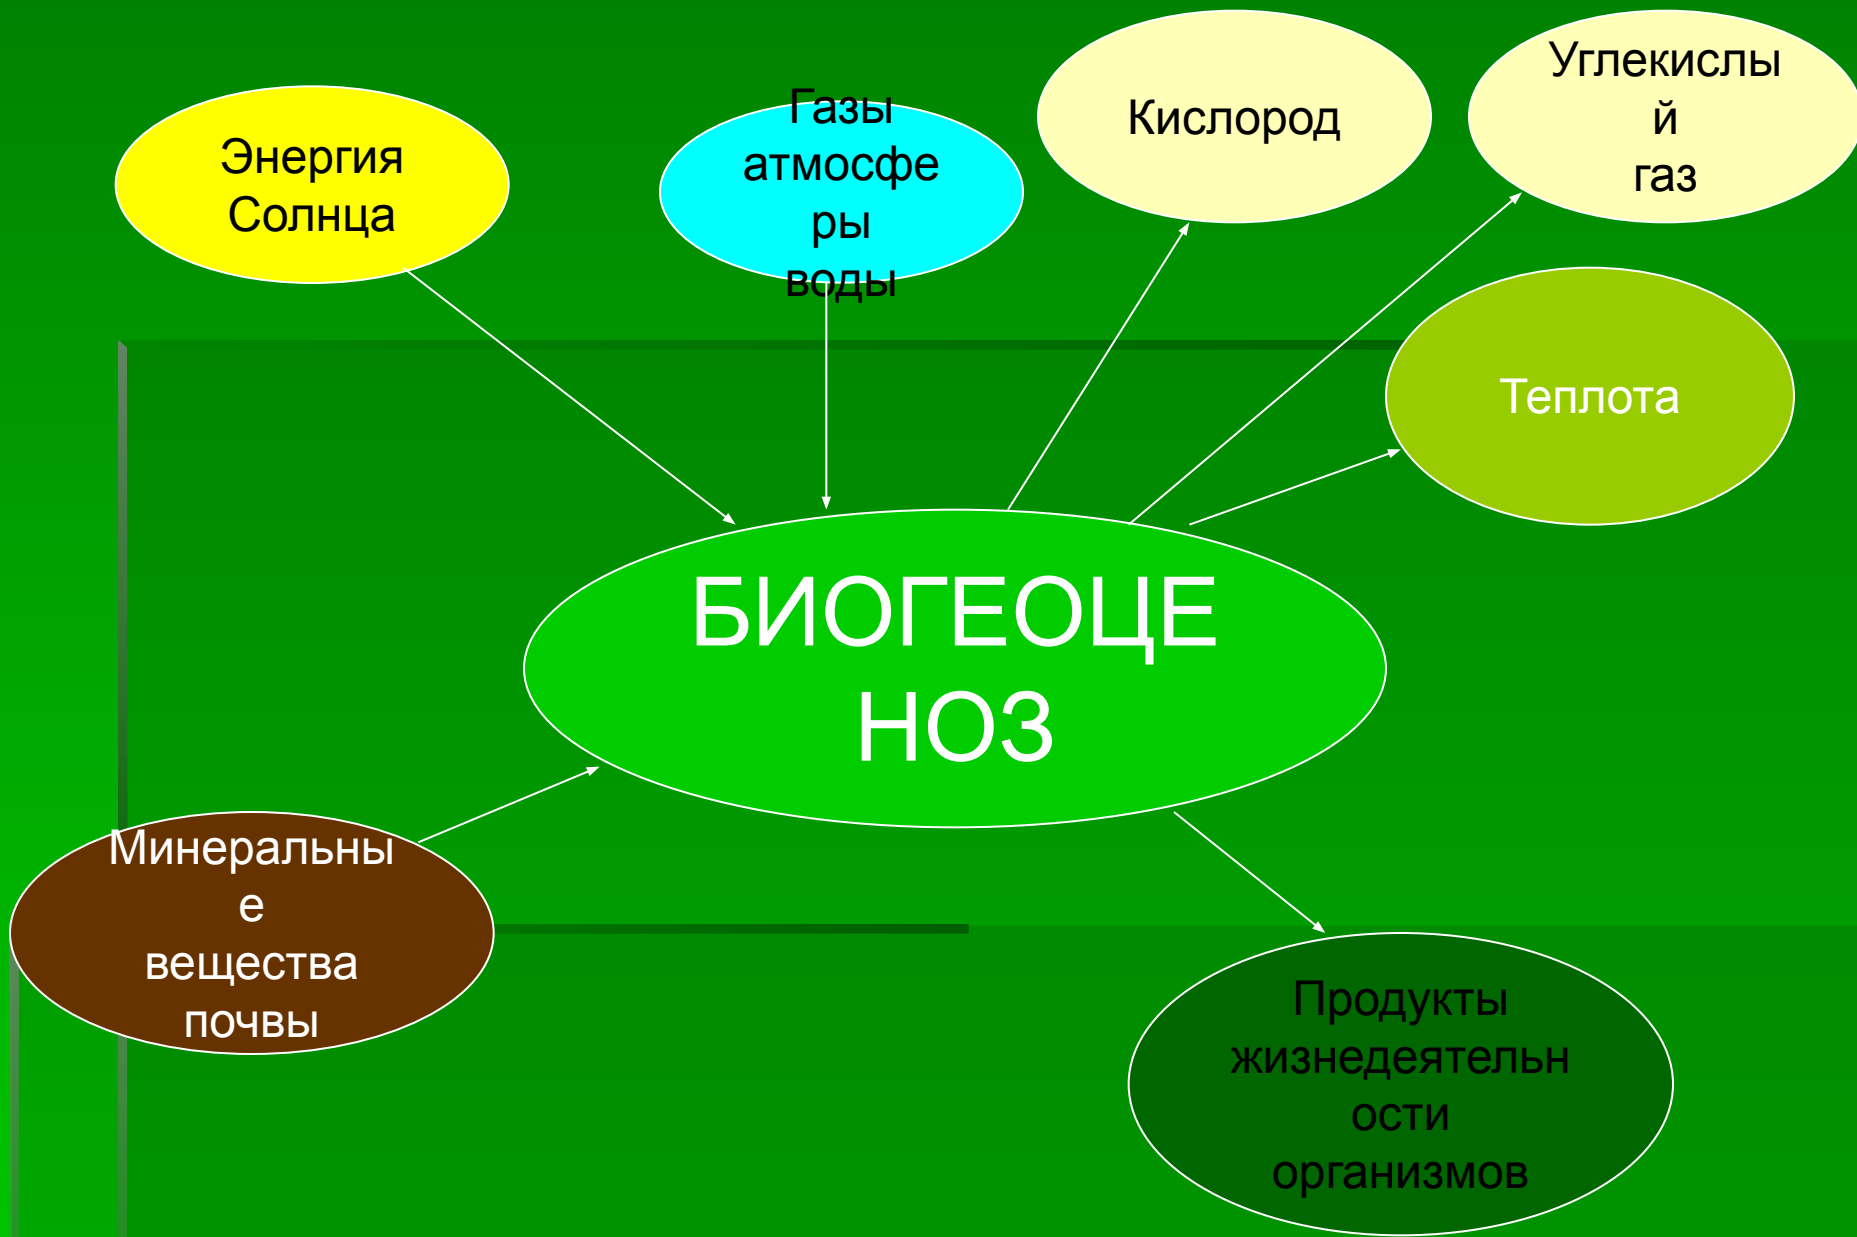 Энергия
Солнца
Газы
атмосфе
ры
воды
Кислород
Углекислы
й
газ
Теплота
БИОГЕОЦЕ
НОЗ
Минеральны
е
вещества
почвы
Продукты
жизнедеятельн
ости
организмов